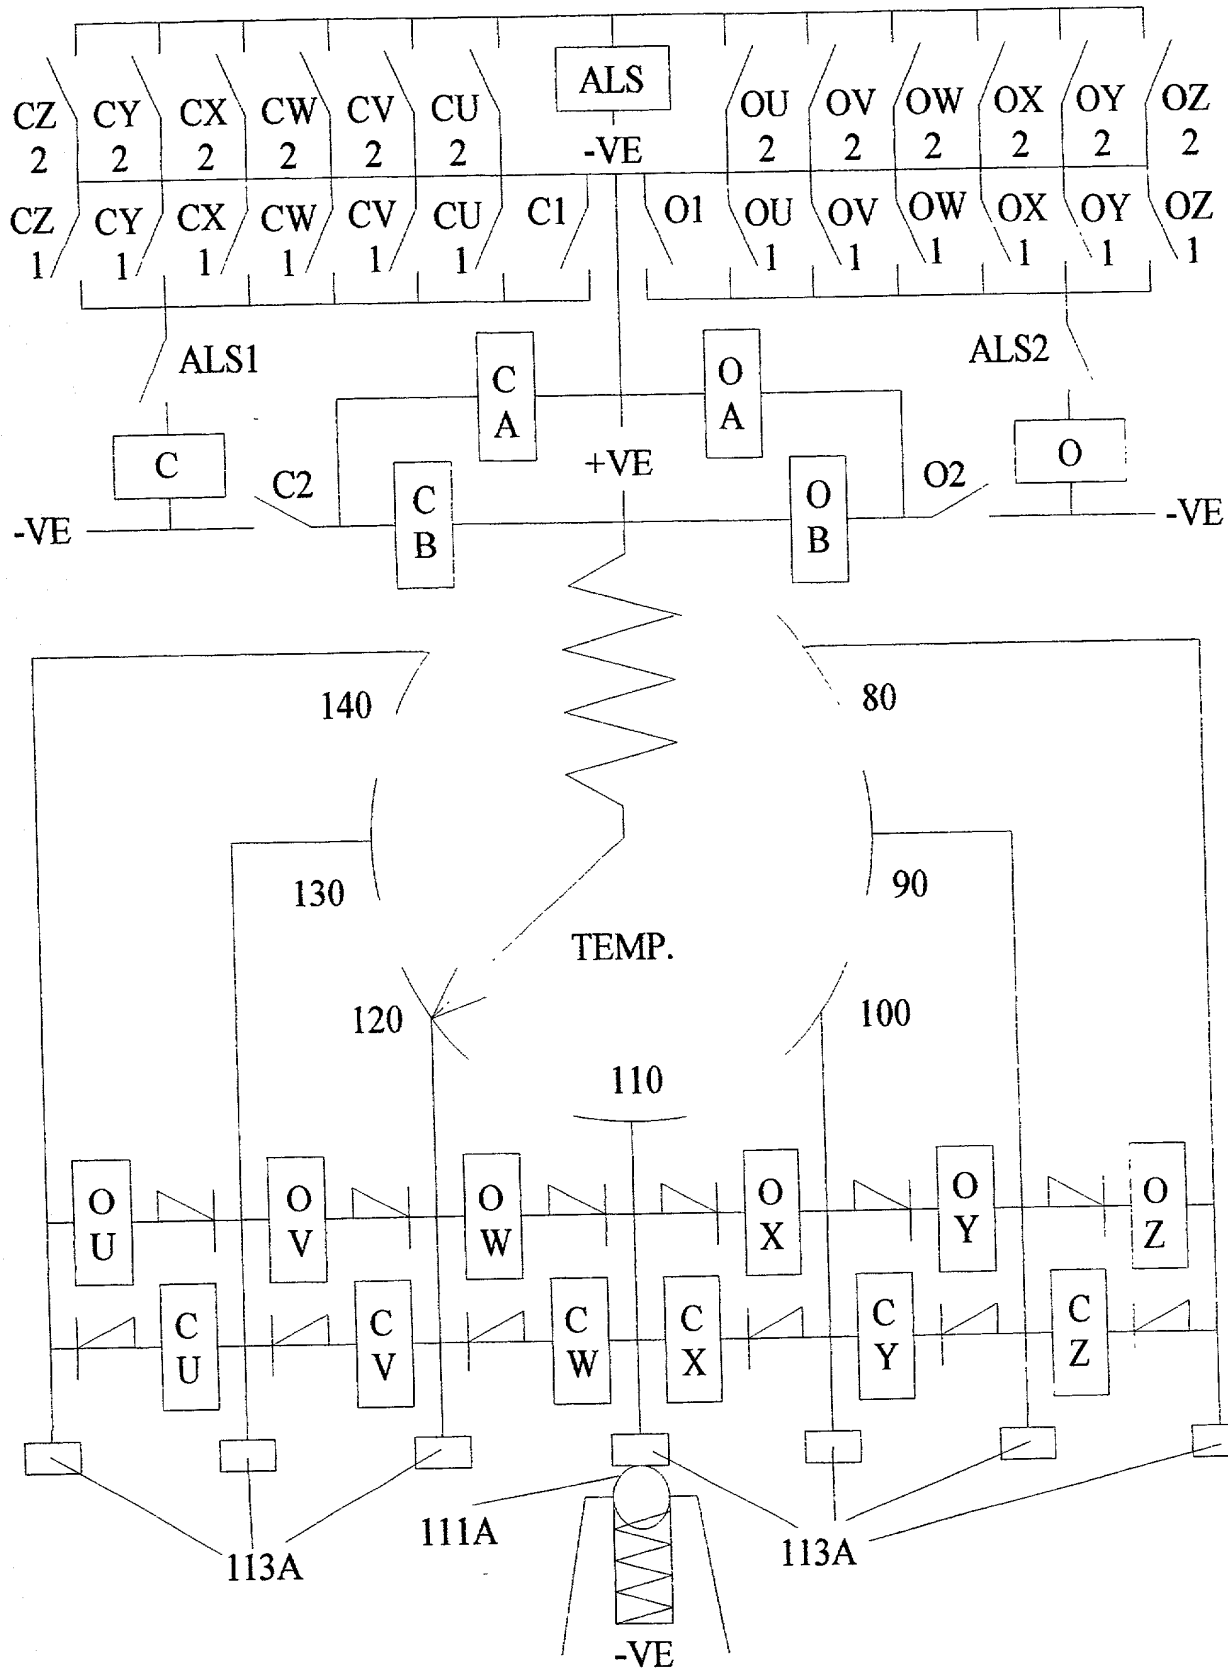 ALS
CZ CY CX CW CV CU OU OV OW OX OY OZ
2 2 2 2 2 2 -VE 2 2 2 2 2 2
CZ CY CX CW CV CU C1 O1 OU OV OW OX OY OZ
1 1 1 1 1 1 1 1 1 1 1 1
ALS1 ALS2
C O
A A
C C2 +VE O2 O
C O
B B
-VE -VE
140 80
130 90
TEMP.
120 100
110
O O O O O O
U V W X Y Z
C C C C C C
U V W X Y Z
111A
113A 113A
-VE